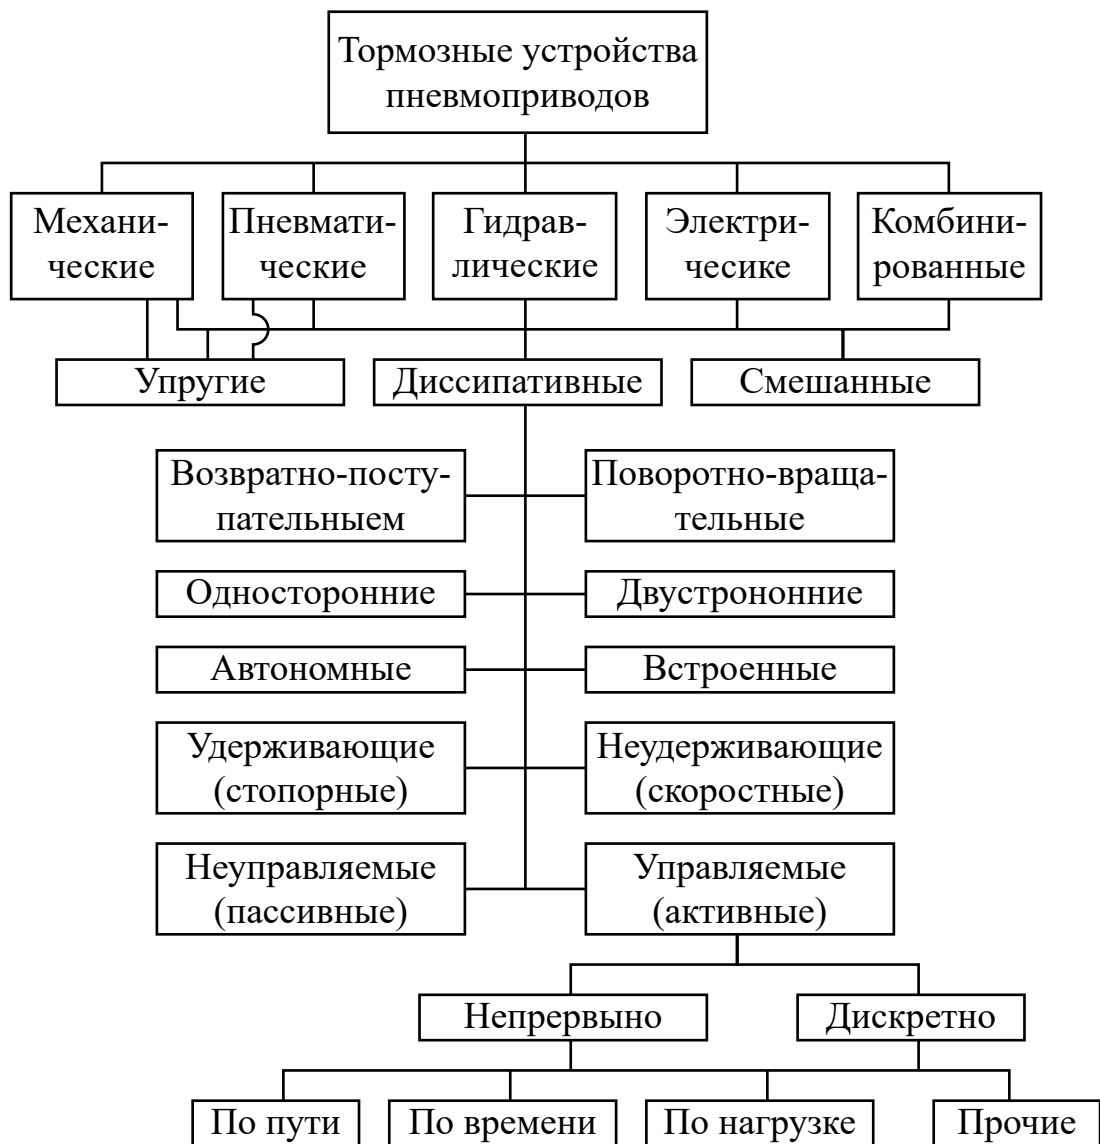 Тормозные устройства
пневмоприводов
Механи-
ческие
Пневмати-
ческие
Гидрав-
лические
Электри-
чесике
Комбини-
рованные
Упругие
Диссипативные
Смешанные
Возвратно-посту-
пательныем
Поворотно-враща-
тельные
Односторонние
Двустрононние
Автономные
Встроенные
Удерживающие
(стопорные)
Неудерживающие
(скоростные)
Неуправляемые
(пассивные)
Управляемые
(активные)
Непрервыно
Дискретно
По пути
По времени
По нагрузке
Прочие